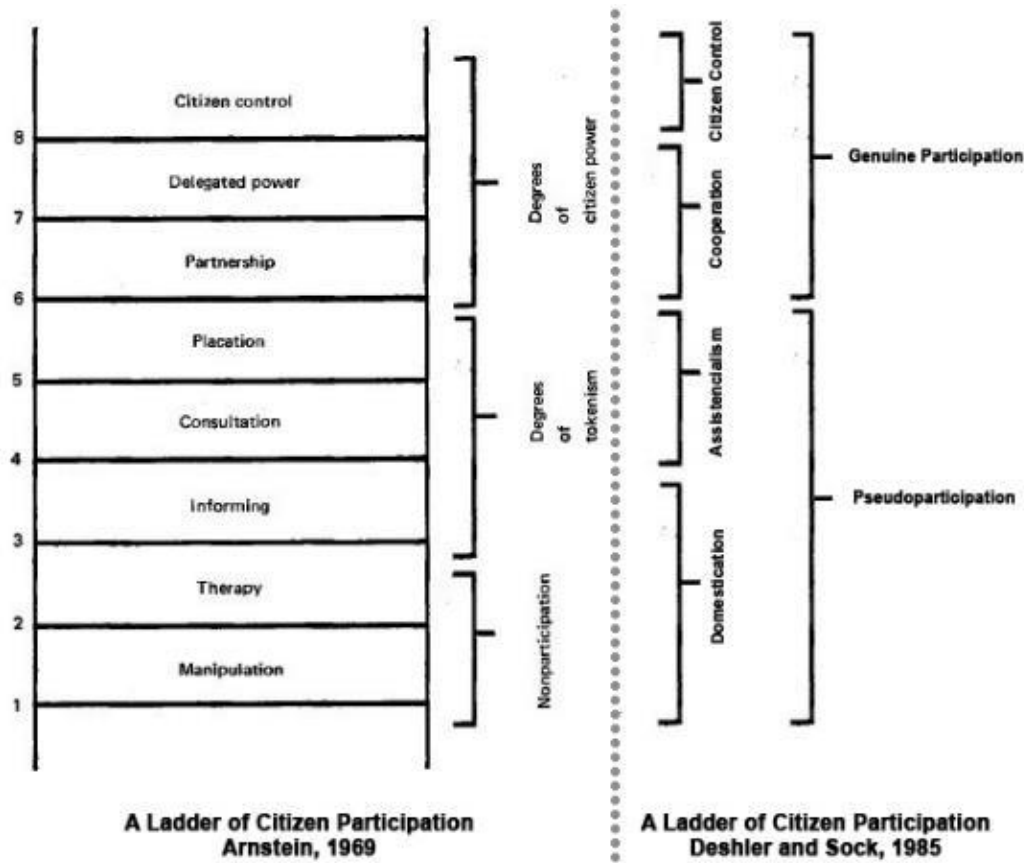 Citizen control
8
Delegated power
7
Partnership
6
Placation
5
Consultation
4
Informing
3
Therapy
2
Manipulation
1
Degrees
of
citizen power
Degrees
of
tokenism
Nonparticipation
A Ladder of Citizen Participation
Arnstein, 1969
Citizen Control
Cooperation
Assistencialism
Domestication
Genuine Participation
Pseudoparticipation
A Ladder of Citizen Participation
Deshler and Sock, 1985